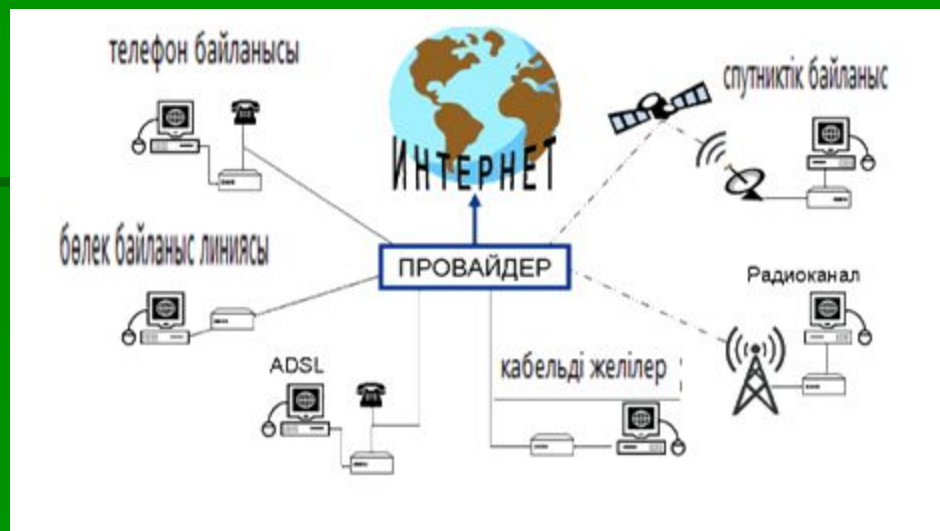 телефон байланысы
ИНТЕРНЕТ
спутниктік байланыс
бөлек байланыс линиясы
ПРОВАЙДЕР
Радиоканал
ADSL
кабельді желілер